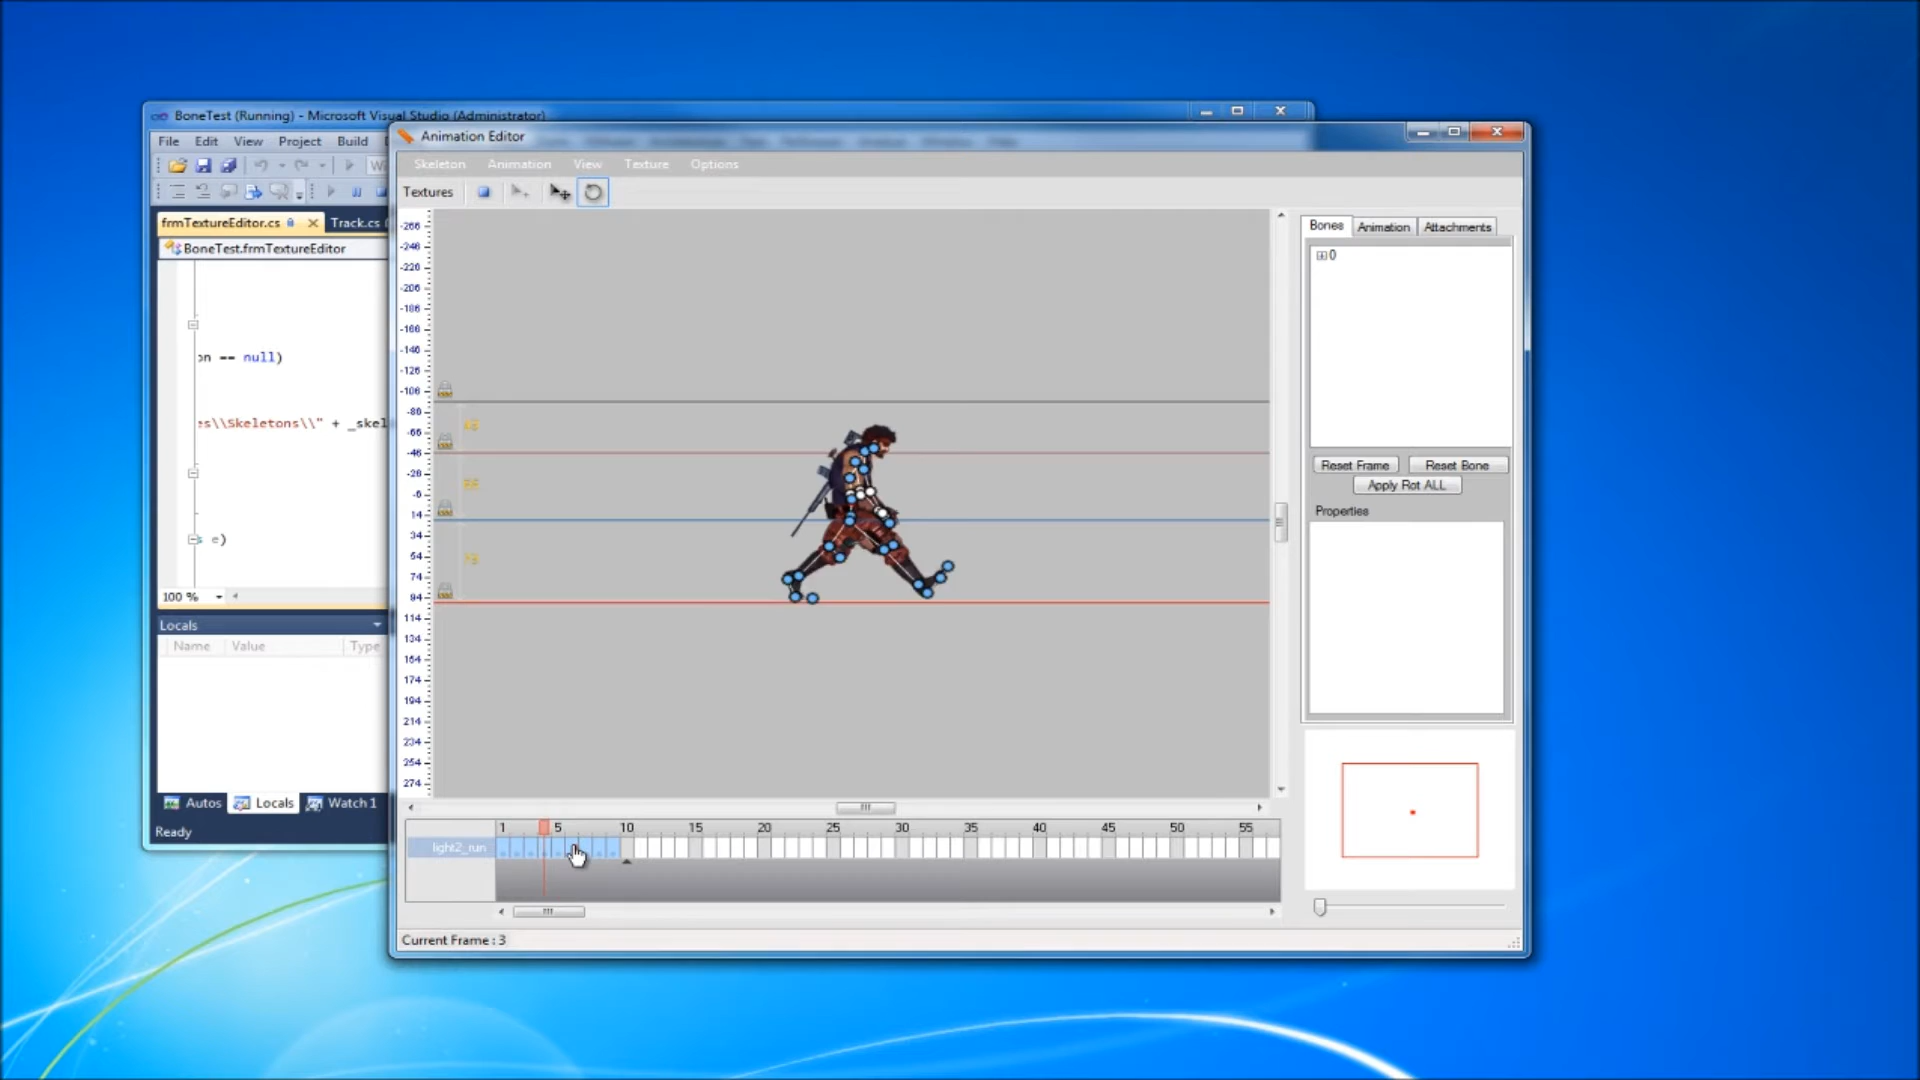 BoneTest (Running) - Microsoft Visual Studio (Administrator)
File Edit View Project Build
frmTextureEditor.cs Track.cs
BoneTest.frmTextureEditor
on == null)
es\\Skeletons\\" + _skel
s e)
100 %
Locals
Name Value Type
Autos Locals Watch 1
Ready
Animation Editor
Skeleton Animation View Texture Options
Textures
-266
-246
-226
-206
-186
-166
-146
-126
-106
-86
-66
-46
-26
-6
14
34
54
74
94
114
134
154
174
194
214
234
254
274
Bones Animation Attachments
0
Reset Frame Reset Bone
Apply Rot ALL
Properties
1 5 10 15 20 25 30 35 40 45 50 55
light2_run
Current Frame : 3